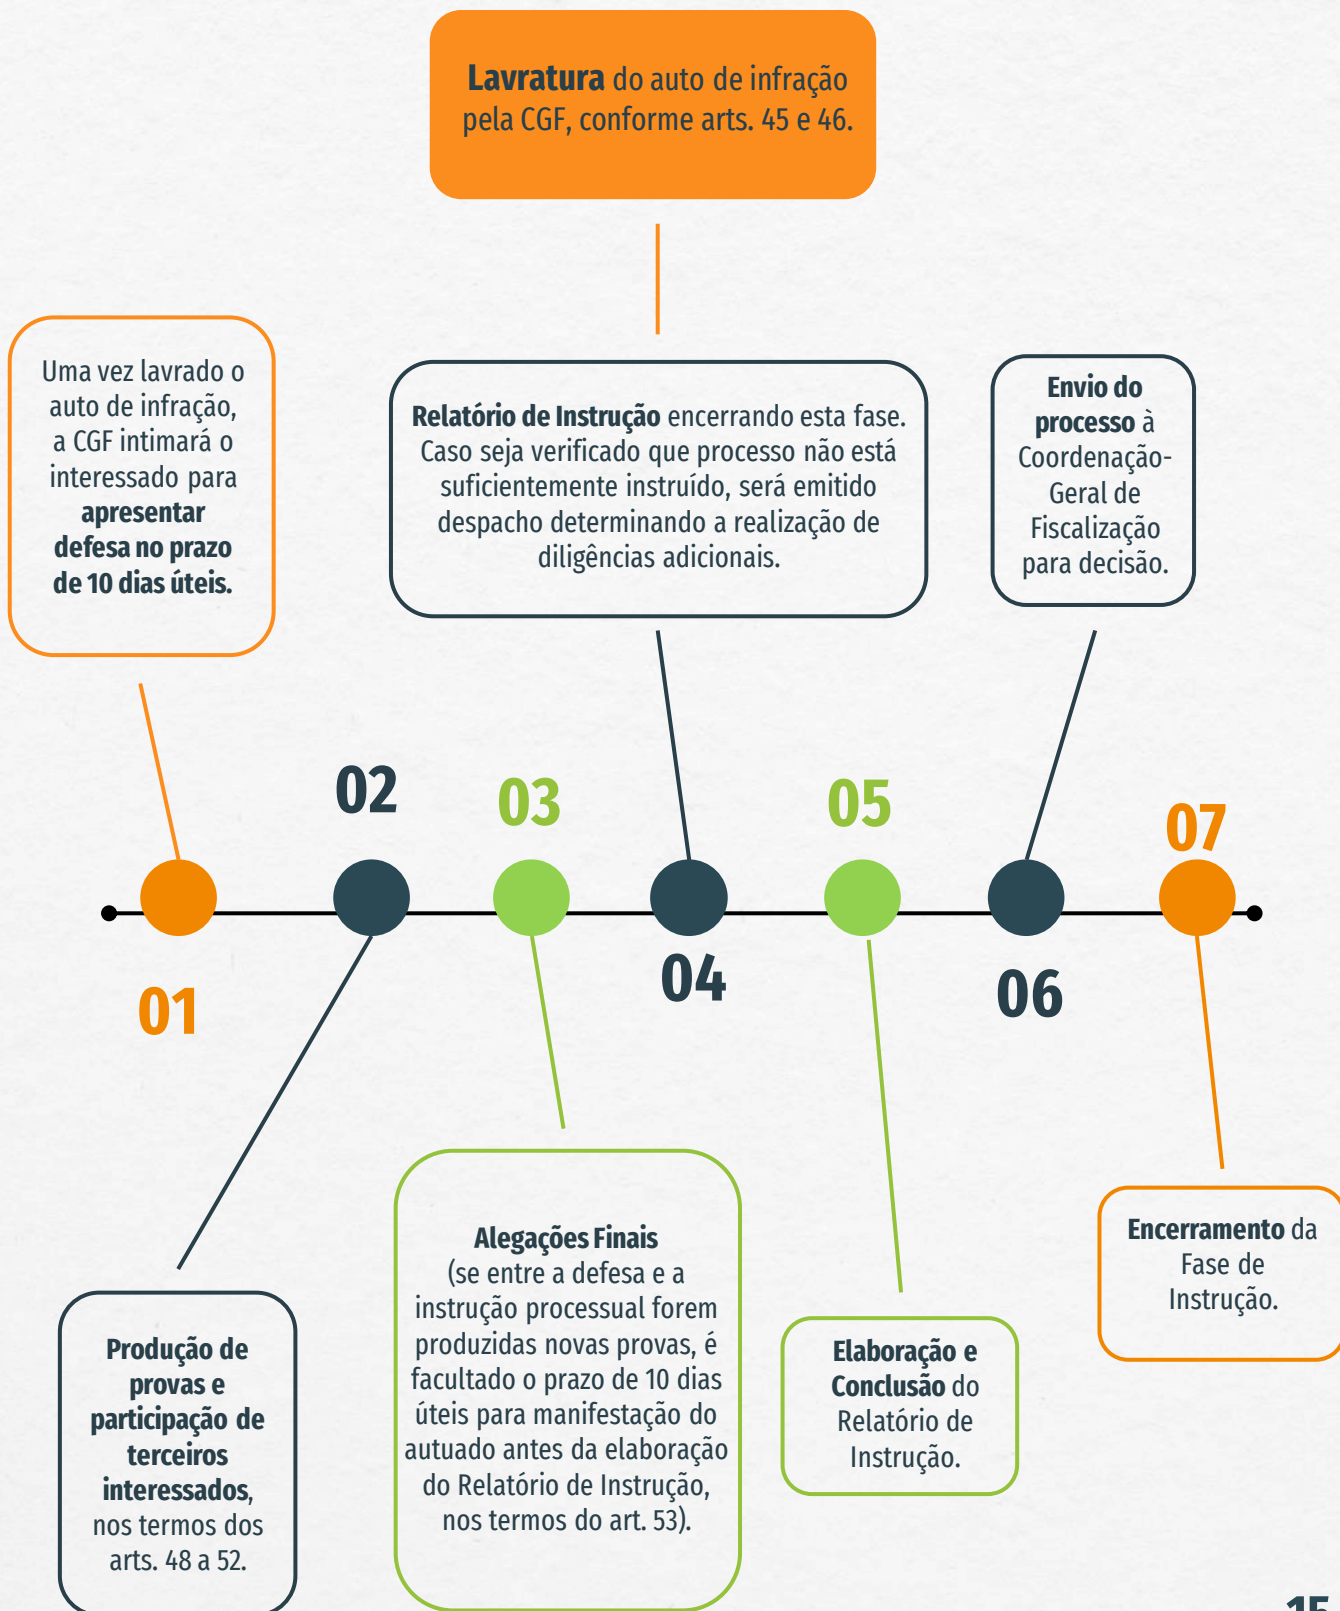 Lavratura do auto de infração
pela CGF, conforme arts. 45 e 46.
Uma vez lavrado o
auto de infração,
a CGF intimará o
interessado para
apresentar
defesa no prazo
de 10 dias úteis.
Relatório de Instrução encerrando esta fase.
Caso seja verificado que processo não está
suficientemente instruído, será emitido
despacho determinando a realização de
diligências adicionais.
Envio do
processo à
Coordenação-
Geral de
Fiscalização
para decisão.
02
03
05
07
01
04
06
Produção de
provas e
participação de
terceiros
interessados,
nos termos dos
arts. 48 a 52.
Alegações Finais
(se entre a defesa e a
instrução processual forem
produzidas novas provas, é
facultado o prazo de 10 dias
úteis para manifestação do
autuado antes da elaboração
do Relatório de Instrução,
nos termos do art. 53).
Elaboração e
Conclusão do
Relatório de
Instrução.
Encerramento da
Fase de
Instrução.
15